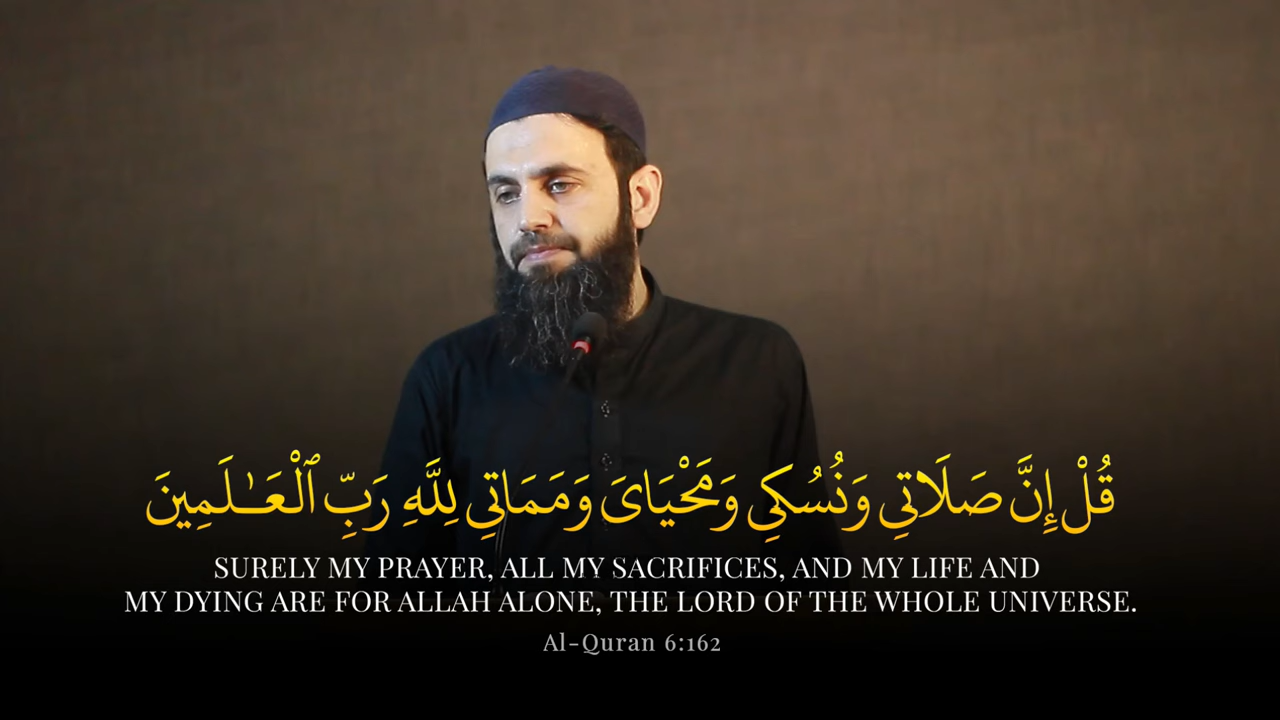 قُلْ إِنَّ صَلَاتِي وَنُسُكِي وَمَحْيَايَ وَمَمَاتِي لِلَّهِ رَبِّ ٱلْعَـٰلَمِينَ
SURELY MY PRAYER, ALL MY SACRIFICES, AND MY LIFE AND
MY DYING ARE FOR ALLAH ALONE, THE LORD OF THE WHOLE UNIVERSE.
Al-Quran 6:162